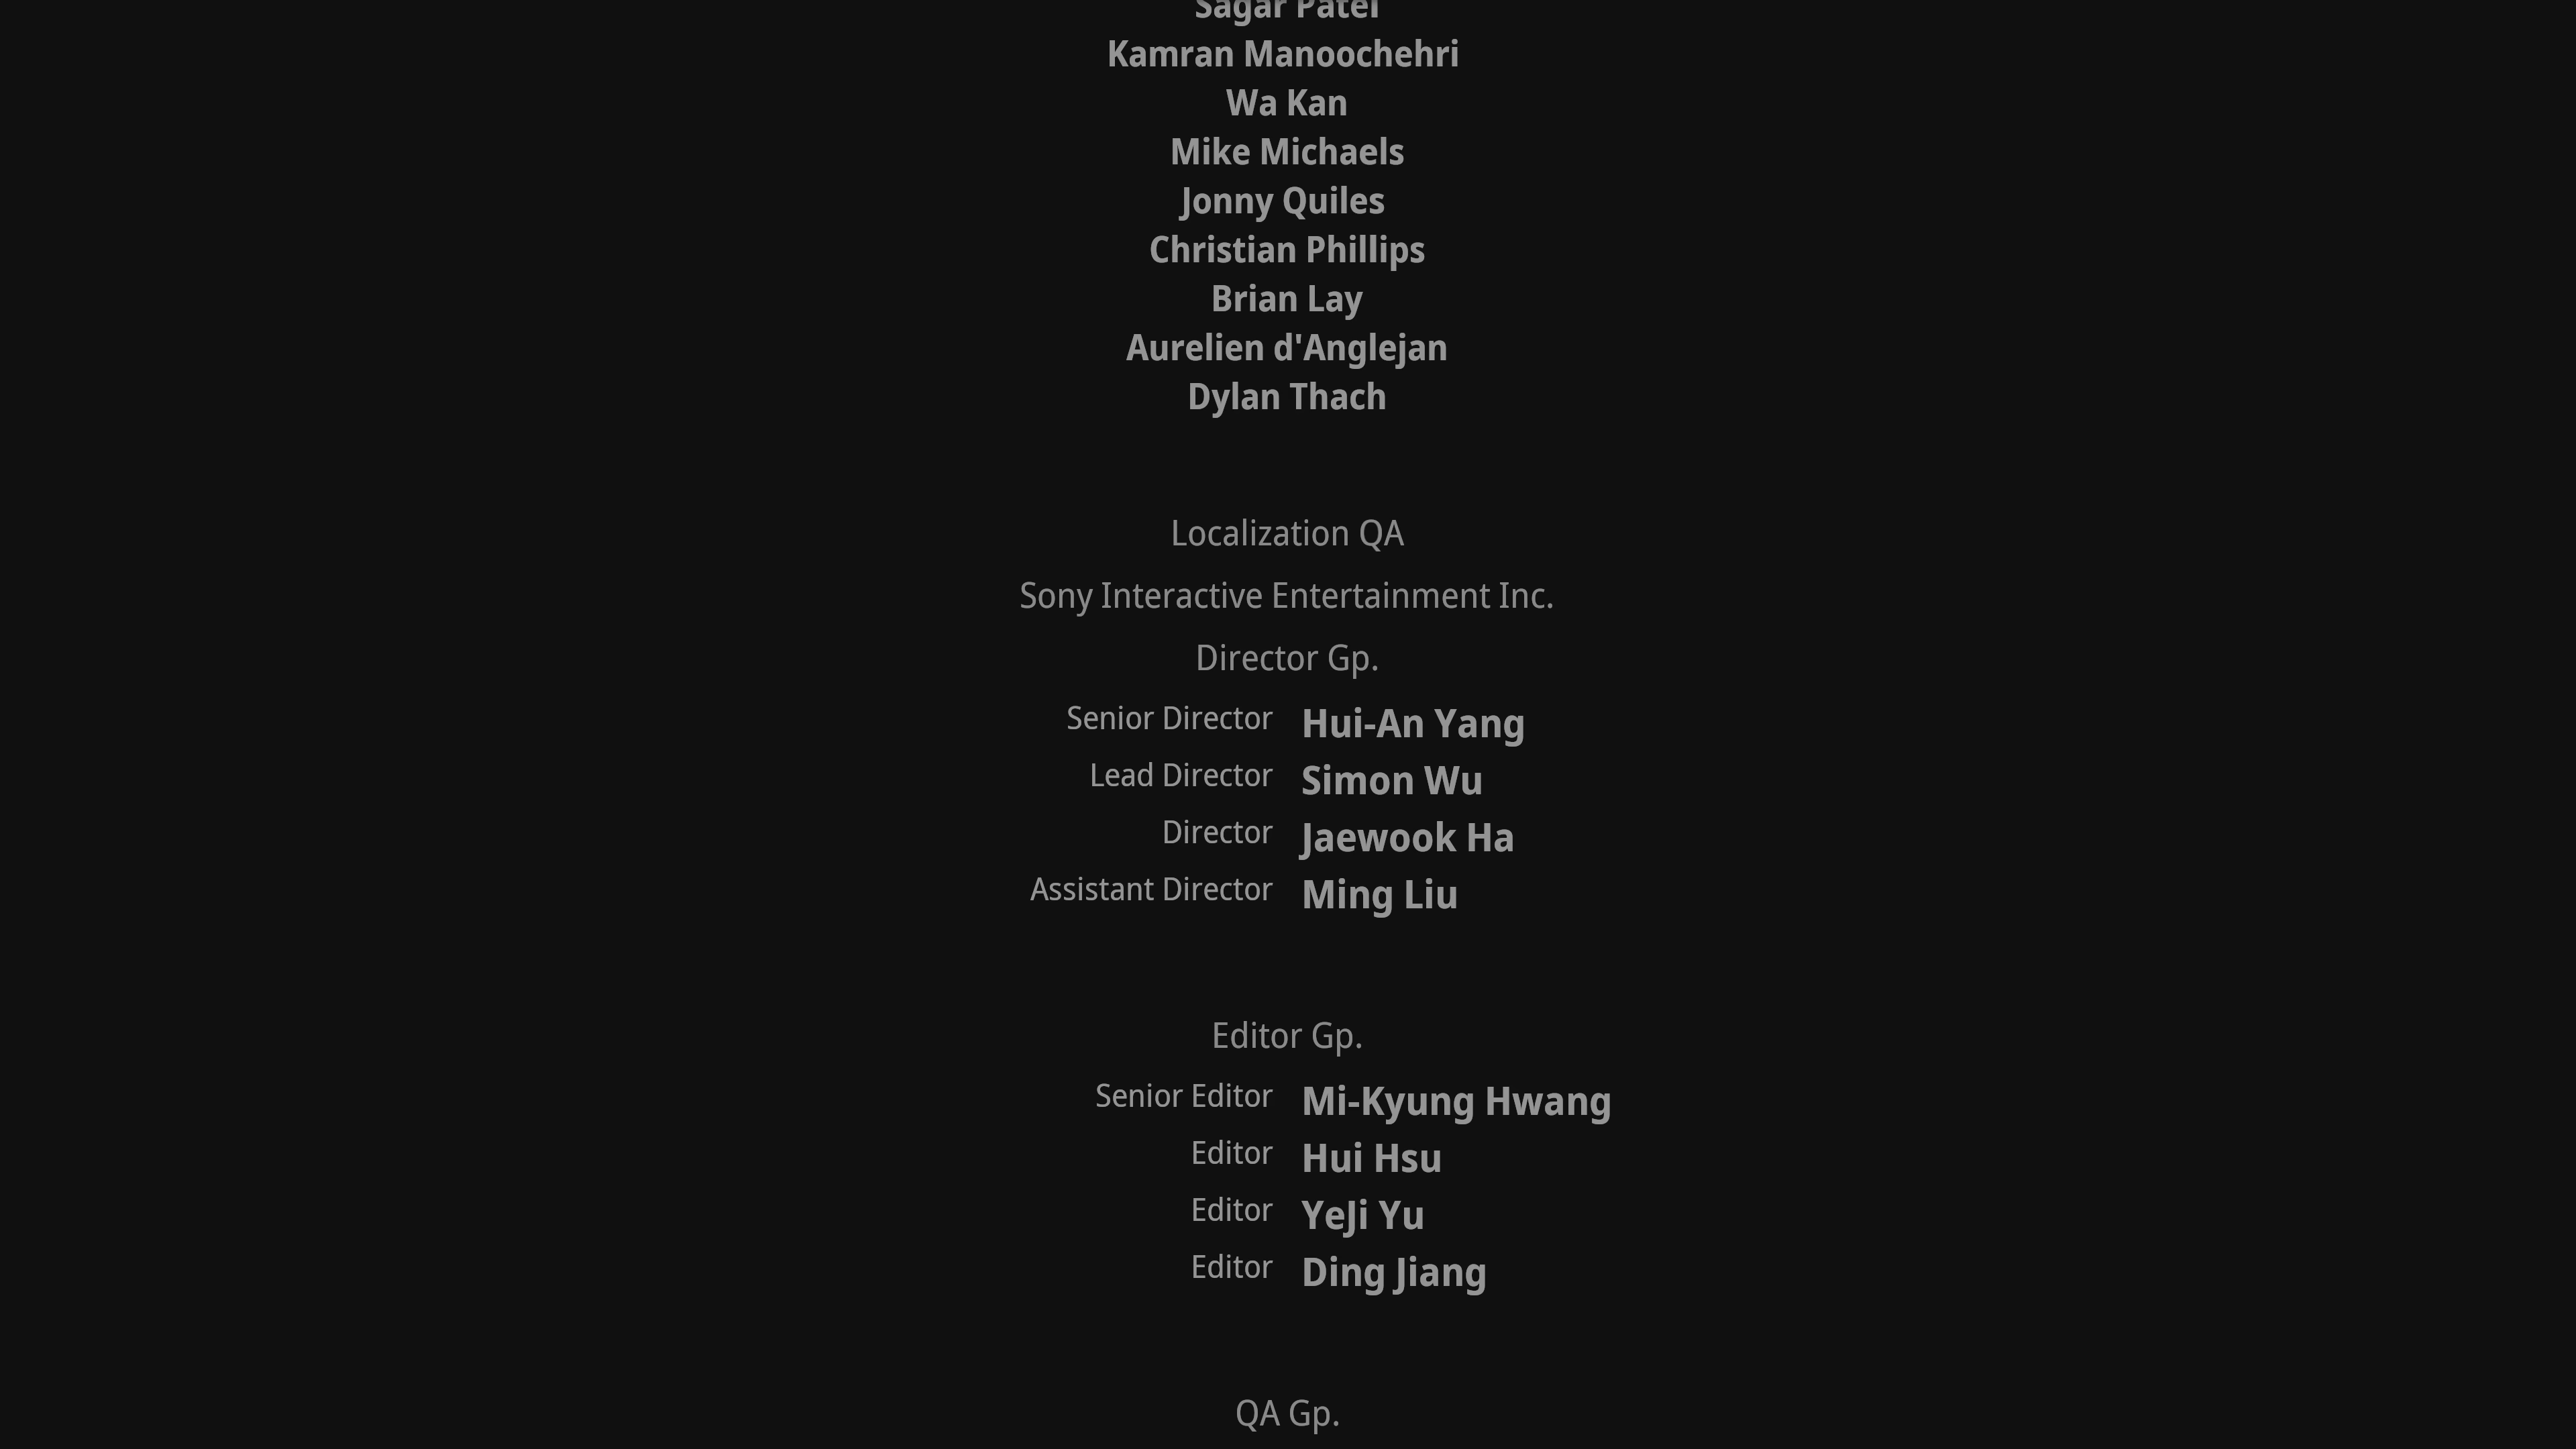 Sagar Patel
Kamran Manoochehri
Wa Kan
Mike Michaels
Jonny Quiles
Christian Phillips
Brian Lay
Aurelien d'Anglejan
Dylan Thach
Localization QA
Sony Interactive Entertainment Inc.
Director Gp.
Senior Director Hui-An Yang
Lead Director Simon Wu
Director Jaewook Ha
Assistant Director Ming Liu
Editor Gp.
Senior Editor Mi-Kyung Hwang
Editor Hui Hsu
Editor YeJi Yu
Editor Ding Jiang
QA Gp.